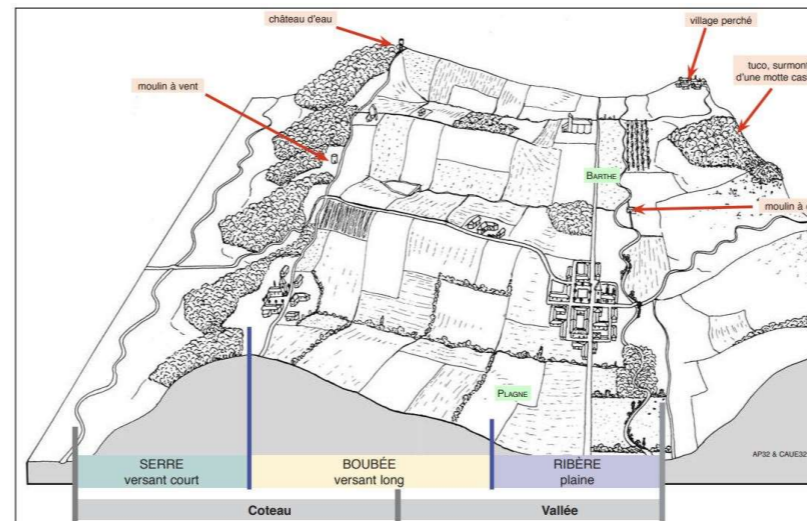 château d'eau
village perché
tuco, surmont
d'une motte cas
moulin à vent
BARTHE
moulin à
PLAGNE
AP32 & CAUE32
SERRE
versant court
BOUBÉE
versant long
RIBÈRE
plaine
Coteau
Vallée